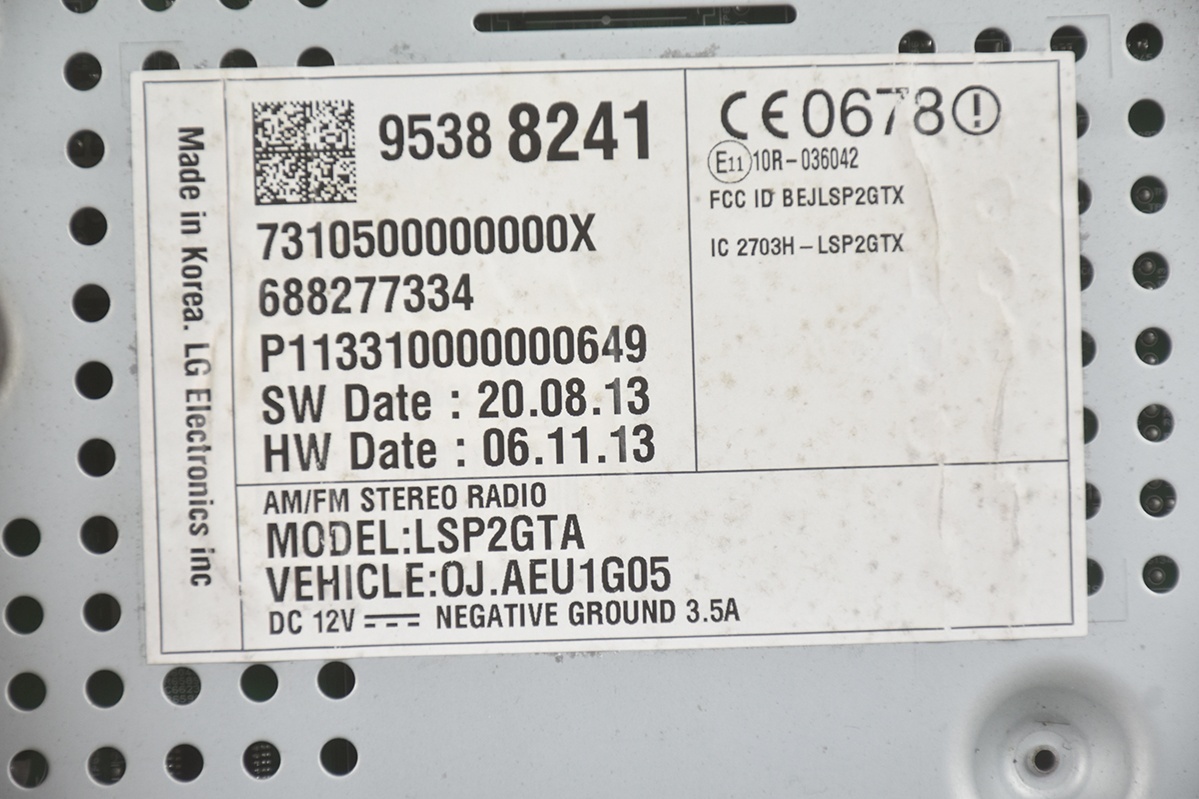 Made in Korea. LG Electronics inc
9538 8241
7310500000000X
688277334
P113310000000649
SW Date : 20.08.13
HW Date : 06.11.13
CE0678!
E11 10R-036042
FCC ID BEJLSP2GTX
IC 2703H-LSP2GTX
AM/FM STEREO RADIO
MODEL:LSP2GTA
VEHICLE:OJ.AEU1G05
DC 12V NEGATIVE GROUND 3.5A